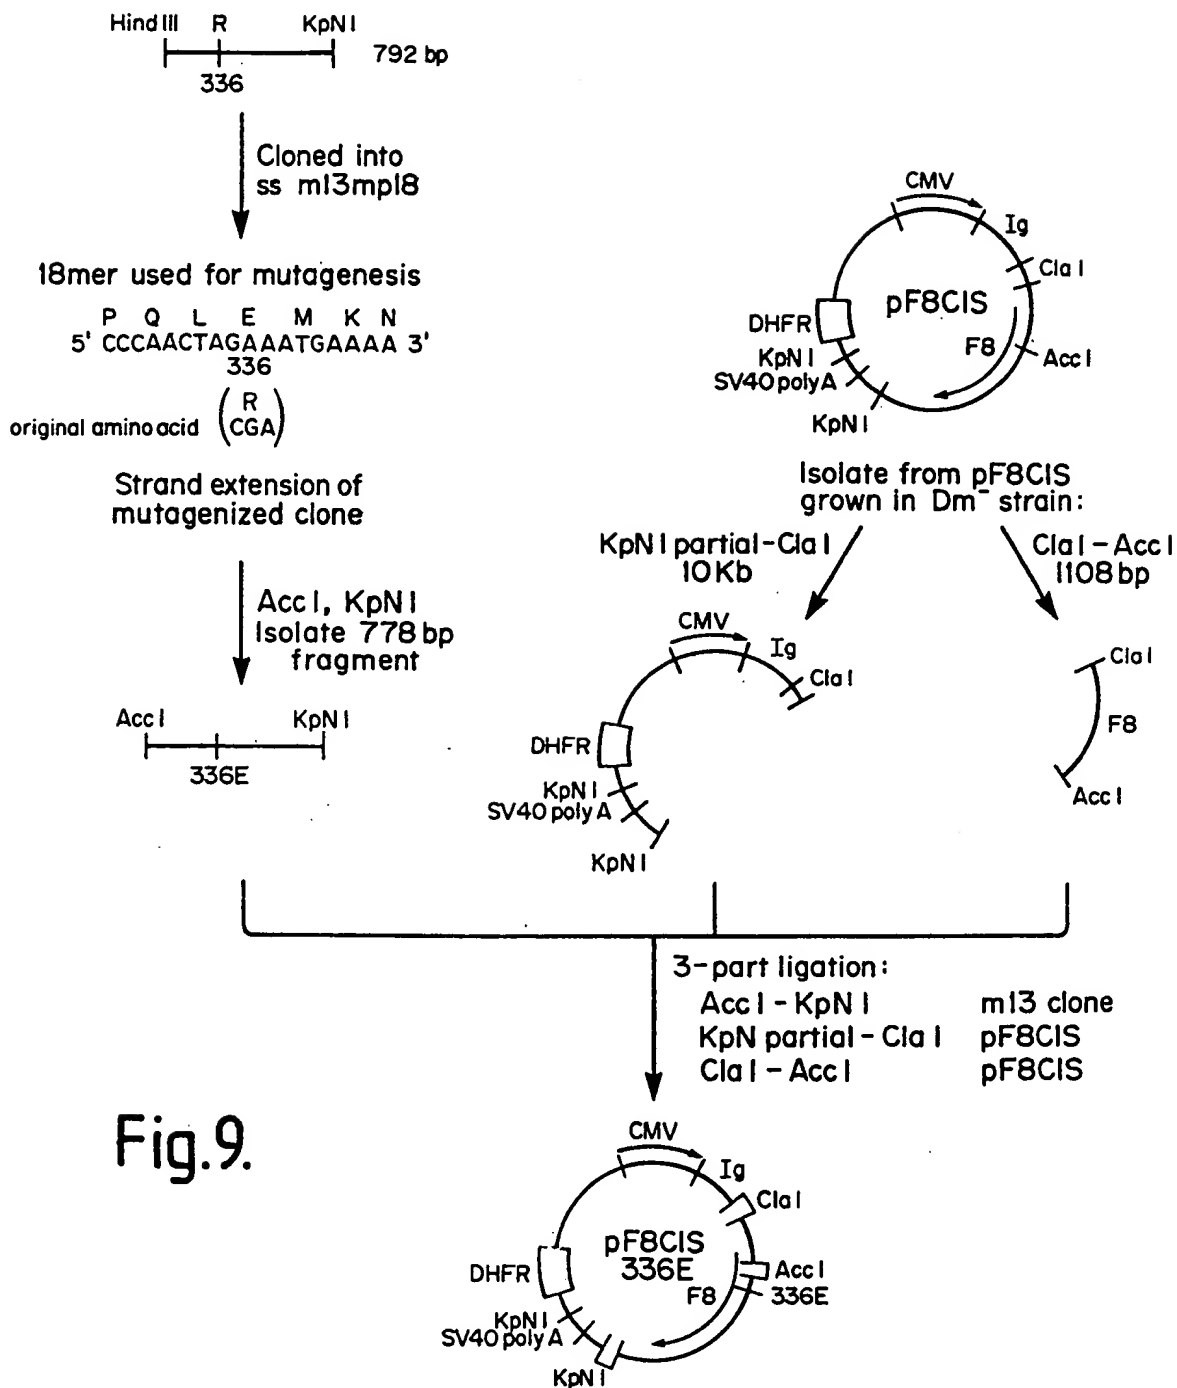 Hind III R KpN I
792 bp
336
Cloned into
ss m13mp18
18mer used for mutagenesis
P Q L E M K N
5' CCCAACTAGAAATGAAAA 3'
336
R
original amino acid (CGA)
Strand extension of
mutagenized clone
Acc I, KpN I
Isolate 778 bp
fragment
Acc I KpN I
336E
CMV
Ig
Cla I
pF8CIS
DHFR
F8
Acc I
KpN I
SV40 poly A
KpN I
Isolate from pF8CIS
grown in Dm⁻ strain:
KpN I partial-Cla I
10Kb
Cla I-Acc I
1108 bp
CMV
Ig
Cla I
DHFR
KpN I
SV40 poly A
KpN I
Cla I
F8
Acc I
3-part ligation:
Acc I - KpN I m13 clone
KpN partial - Cla I pF8CIS
Cla I - Acc I pF8CIS
Fig.9.
CMV
Ig
Cla I
pF8CIS
336E
DHFR
Acc I
F8
336E
KpN I
SV40 poly A
KpN I